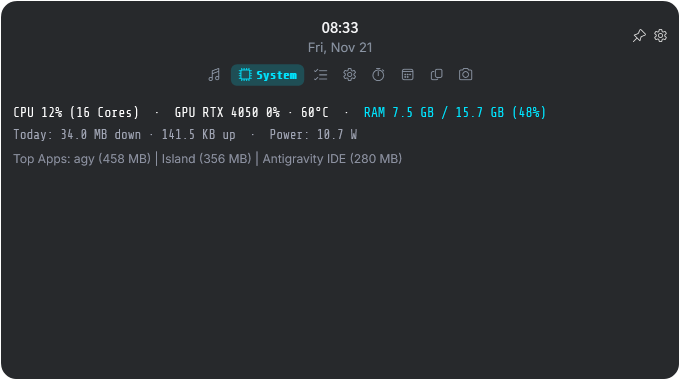 08:33
Fri, Nov 21
System
CPU 12% (16 Cores) · GPU RTX 4050 0% · 60°C · RAM 7.5 GB / 15.7 GB (48%)
Today: 34.0 MB down · 141.5 KB up · Power: 10.7 W
Top Apps: agy (458 MB) | Island (356 MB) | Antigravity IDE (280 MB)